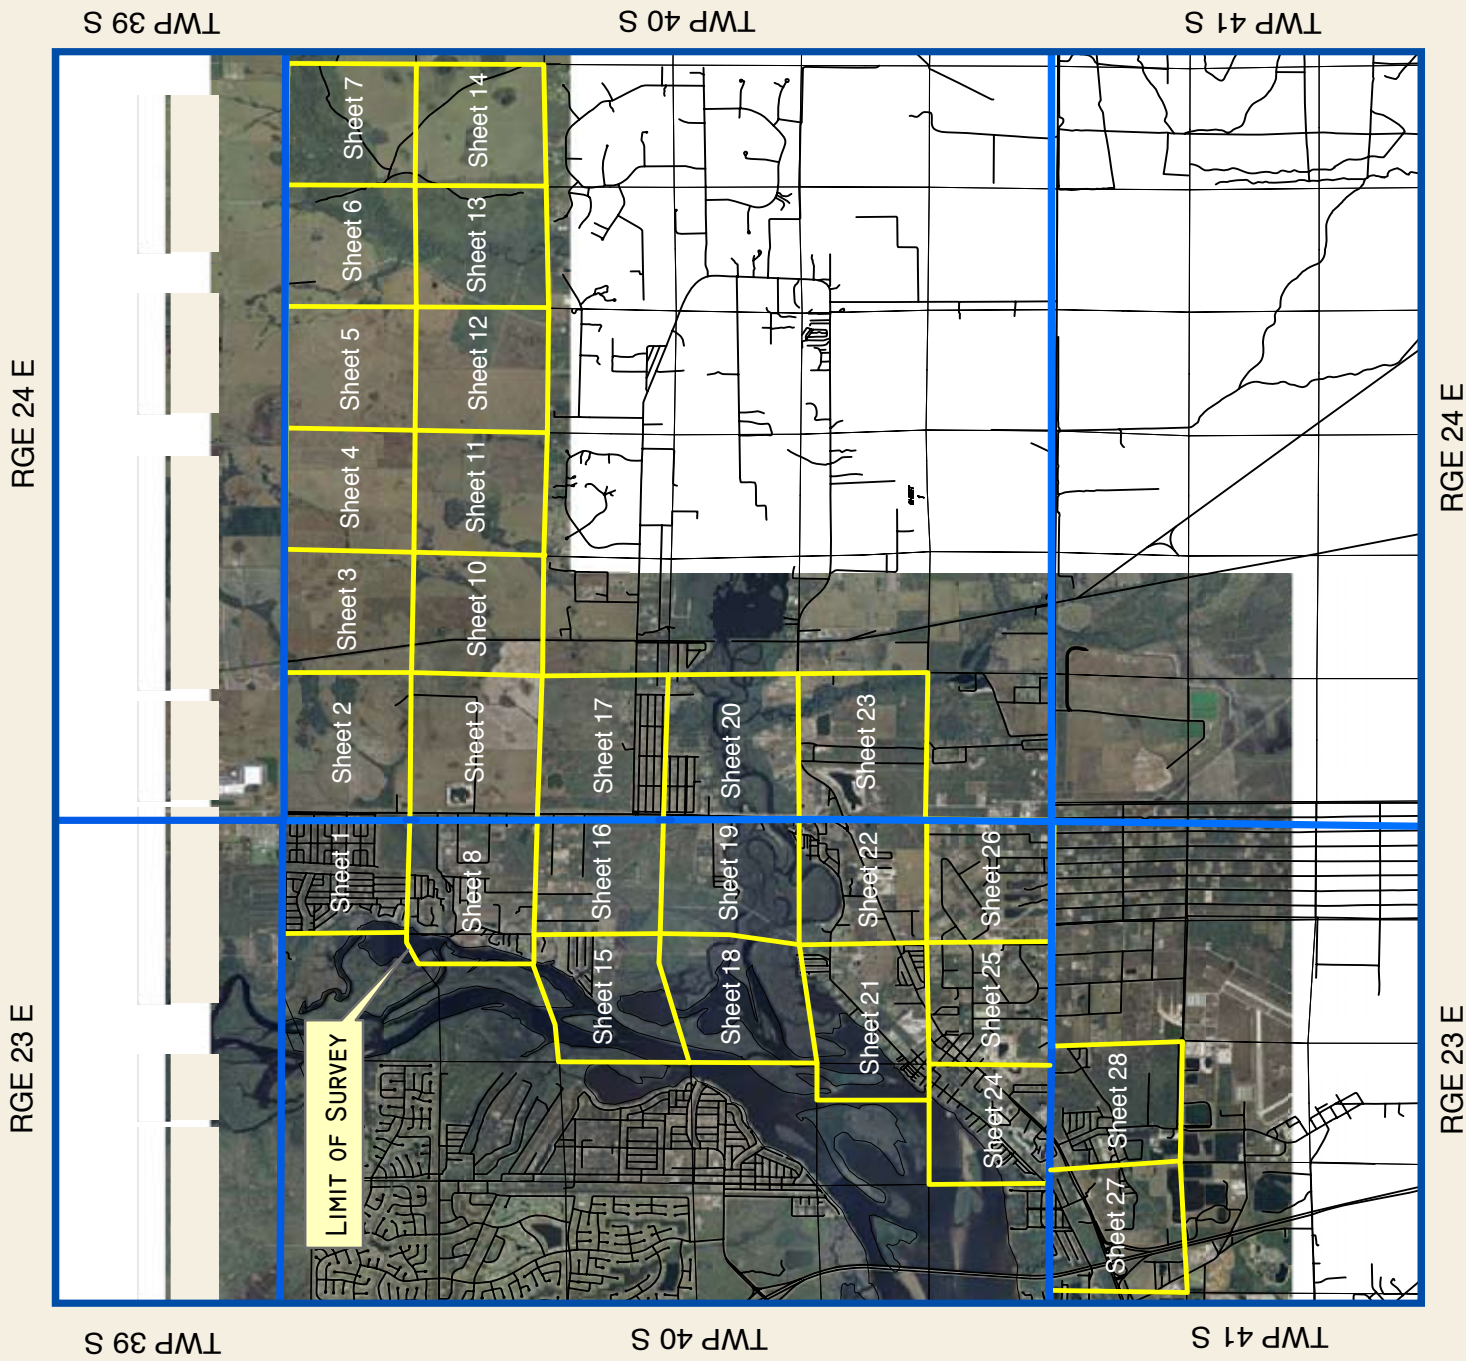 TWP 39 S
TWP 40 S
TWP 41 S
RGE 24 E
RGE 24 E
RGE 23 E
RGE 23 E
TWP 39 S
TWP 40 S
TWP 41 S
Sheet 1
Sheet 2
Sheet 3
Sheet 4
Sheet 5
Sheet 6
Sheet 7
Sheet 8
Sheet 9
Sheet 10
Sheet 11
Sheet 12
Sheet 13
Sheet 14
Sheet 15
Sheet 16
Sheet 17
Sheet 18
Sheet 19
Sheet 20
Sheet 21
Sheet 22
Sheet 23
Sheet 24
Sheet 25
Sheet 26
Sheet 27
Sheet 28
LIMIT OF SURVEY